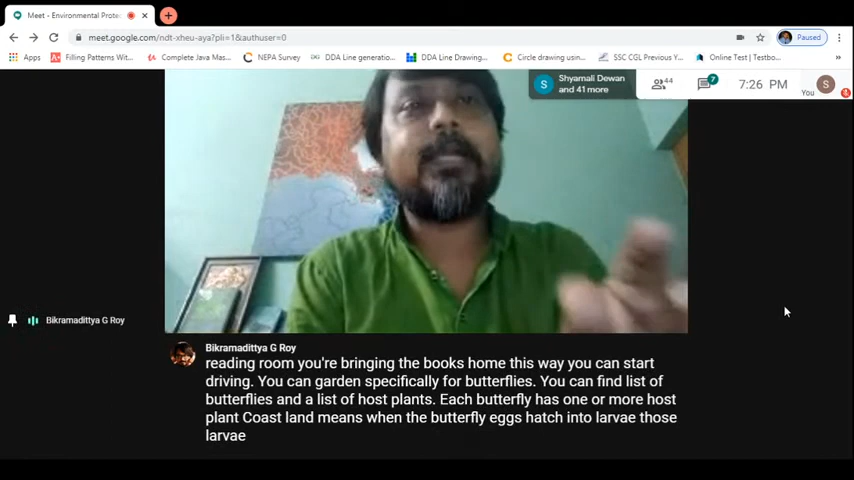 Meet - Environmental Prote
meet.google.com/ndt-xheu-aya?pli=1&authuser=0
Paused
Apps
Filling Patterns Wit...
Complete Java Mas...
NEPA Survey
DDA Line generatio...
DDA Line Drawing...
Circle drawing using...
SSC CGL Previous Y...
Online Test | Testbo...
Shyamali Dewan
and 41 more
44
7
7:26 PM
You
S
S
Bikramadittya G Roy
Bikramadittya G Roy
reading room you're bringing the books home this way you can start
driving. You can garden specifically for butterflies. You can find list of
butterflies and a list of host plants. Each butterfly has one or more host
plant Coast land means when the butterfly eggs hatch into larvae those
larvae